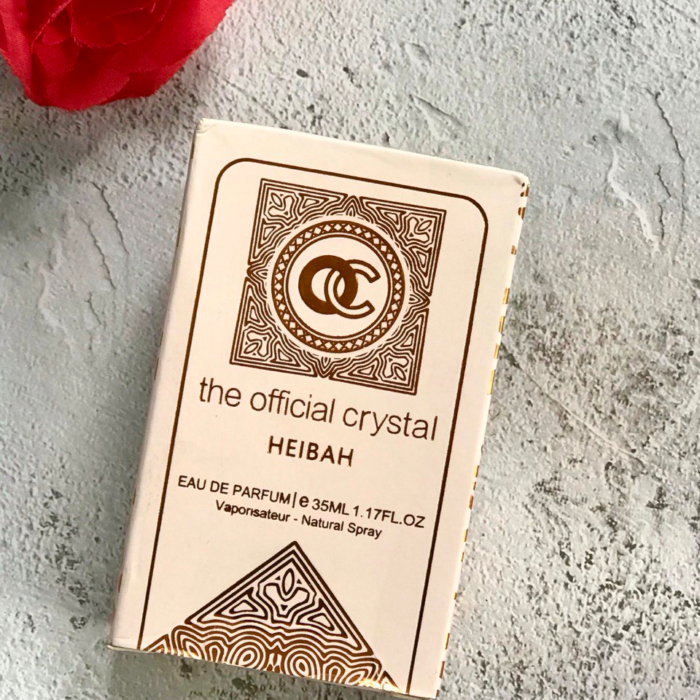 OC
the official crystal
HEIBAH
EAU DE PARFUM|e 35ML 1.17FL.OZ
Vaporisateur - Natural Spray